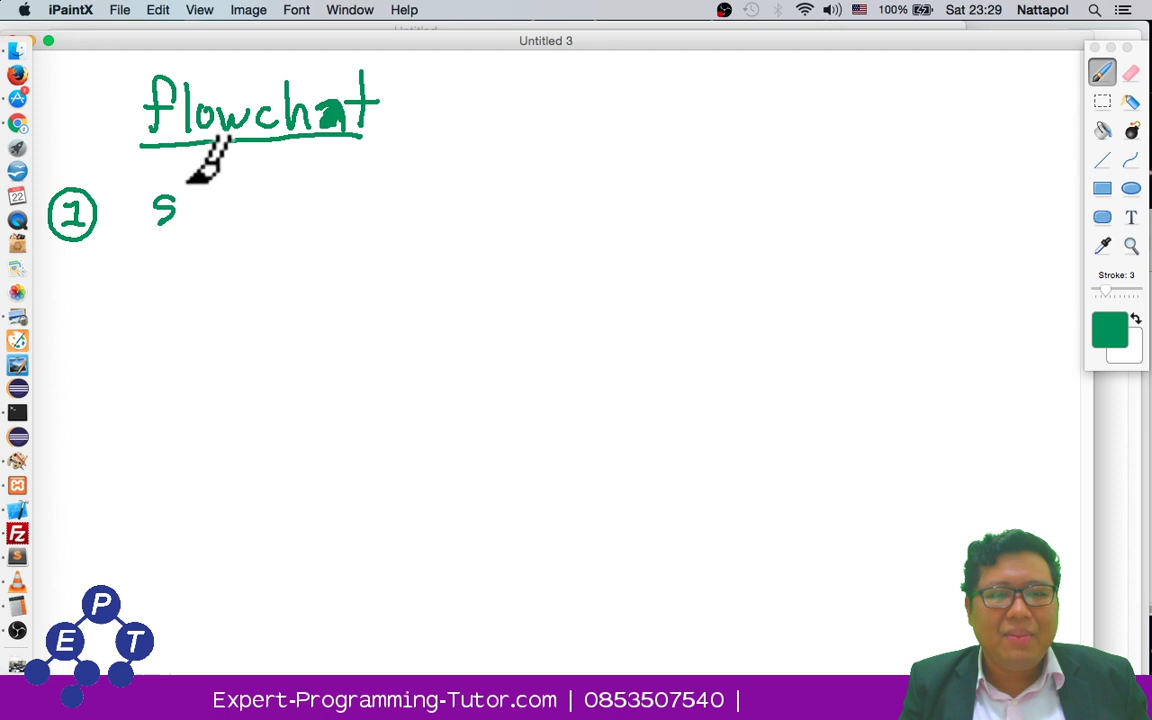 iPaintX File Edit View Image Font Window Help 100% Sat 23:29 Nattapol
Untitled 3
flowchat
1 s
Stroke: 3
22
T
P
E T
Expert-Programming-Tutor.com | 0853507540 |